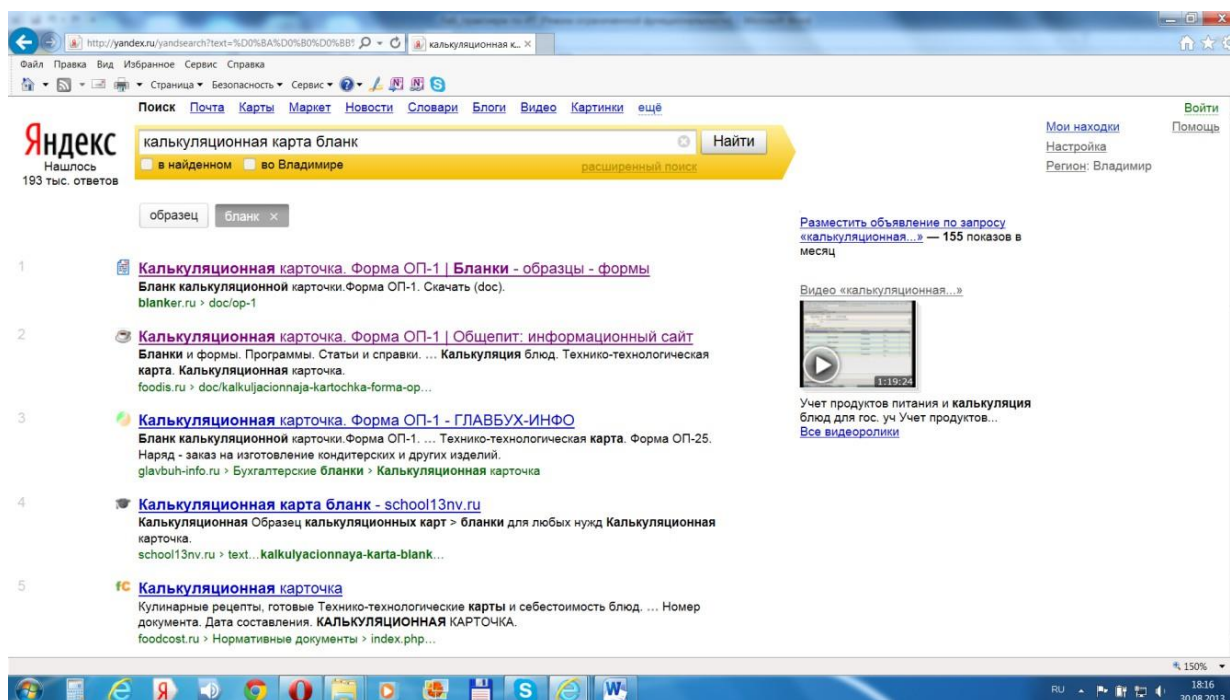 http://yandex.ru/yandsearch?text=%D0%BA%D0%B0%D0%BB%
калькуляционная к...
Файл Правка Вид Избранное Сервис Справка
Страница Безопасность Сервис
Поиск Почта Карты Маркет Новости Словари Блоги Видео Картинки ещё
Войти
Яндекс
калькуляционная карта бланк
Найти
Мои находки
Помощь
Нашлось
193 тыс. ответов
в найденном во Владимире расширенный поиск
Настройка
Регион: Владимир
образец бланк
Разместить объявление по запросу
«калькуляционная...» — 155 показов в
месяц
1
Калькуляционная карточка. Форма ОП-1 | Бланки - образцы - формы
Бланк калькуляционной карточки.Форма ОП-1. Скачать (doc).
blanker.ru > doc/op-1
Видео «калькуляционная...»
1:19:24
Учет продуктов питания и калькуляция
блюд для гос. уч Учет продуктов...
Все видеоролики
2
Калькуляционная карточка. Форма ОП-1 | Общепит: информационный сайт
Бланки и формы. Программы. Статьи и справки. ... Калькуляция блюд. Технико-технологическая
карта. Калькуляционная карточка.
foodis.ru > doc/kalkuljacionnaja-kartochka-forma-op...
3
Калькуляционная карточка. Форма ОП-1 - ГЛАВБУХ-ИНФО
Бланк калькуляционной карточки.Форма ОП-1. ... Технико-технологическая карта. Форма ОП-25.
Наряд - заказ на изготовление кондитерских и других изделий.
glavbuh-info.ru > Бухгалтерские бланки > Калькуляционная карточка
4
Калькуляционная карта бланк - school13nv.ru
Калькуляционная Образец калькуляционных карт > бланки для любых нужд Калькуляционная
карточка.
school13nv.ru > text...kalkulyacionnaya-karta-blank...
5
Калькуляционная карточка
Кулинарные рецепты, готовые Технико-технологические карты и себестоимость блюд. ... Номер
документа. Дата составления. КАЛЬКУЛЯЦИОННАЯ КАРТОЧКА.
foodcost.ru > Нормативные документы > index.php...
150%
RU
18:16
30.08.2013